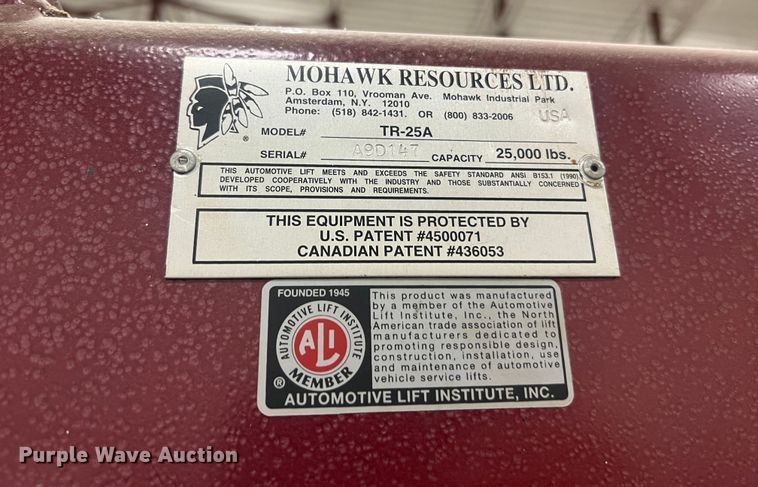 MOHAWK RESOURCES LTD.
P.O. Box 110, Vrooman Ave. Mohawk Industrial Park
Amsterdam, N.Y. 12010
Phone: (518) 842-1431. OR (800) 833-2006 USA
®
MODEL# TR-25A
SERIAL# A9D147 CAPACITY 25,000 lbs.
THIS AUTOMOTIVE LIFT MEETS AND EXCEEDS THE SAFETY STANDARD ANSI B153.1 (1990)
DEVELOPED COOPERATIVELY WITH THE INDUSTRY AND THOSE SUBSTANTIALLY CONCERNED
WITH ITS SCOPE, PROVISIONS AND REQUIREMENTS.
THIS EQUIPMENT IS PROTECTED BY
U.S. PATENT #4500071
CANADIAN PATENT #436053
FOUNDED 1945
AUTOMOTIVE LIFT INSTITUTE
ALI
MEMBER
®
This product was manufactured
by a member of the Automotive
Lift Institute, Inc., the North
American trade association of lift
manufacturers dedicated to
promoting responsible design,
construction, installation, use
and maintenance of automotive
vehicle service lifts.
AUTOMOTIVE LIFT INSTITUTE, INC.
Purple Wave Auction